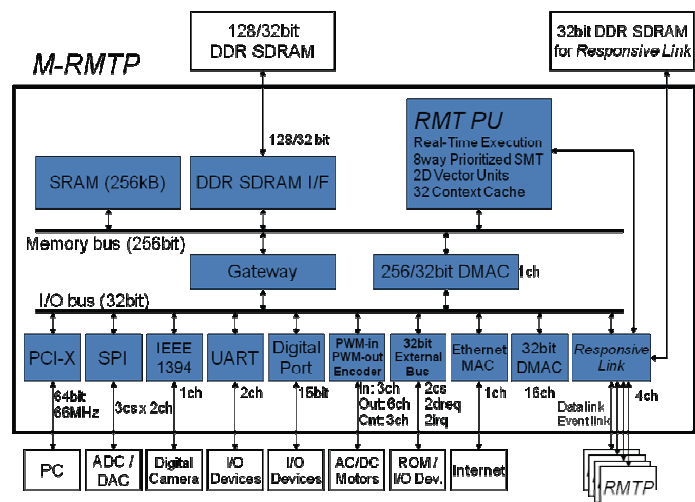 128/32bit
DDR SDRAM
32bit DDR SDRAM
for Responsive Link
M-RMTP
128/32 bit
RMT PU
Real-Time Execution
8way Prioritized SMT
2D Vector Units
32 Context Cache
SRAM (256kB)
DDR SDRAM I/F
Memory bus (256bit)
Gateway
256/32bit DMAC
1ch
I/O bus (32bit)
PCI-X
SPI
IEEE
1394
UART
Digital
Port
PWM-in
PWM-out
Encoder
32bit
External
Bus
Ethernet
MAC
32bit
DMAC
Responsive
Link
64bit
66MHz
3cs x 2ch
1ch
2ch
15bit
In: 3ch
Out: 6ch
Cnt: 3ch
2cs
2dreq
2irq
1ch
16ch
Data link
Event link
4ch
PC
ADC /
DAC
Digital
Camera
I/O
Devices
I/O
Devices
AC/DC
Motors
ROM /
I/O Dev.
Internet
RMTP